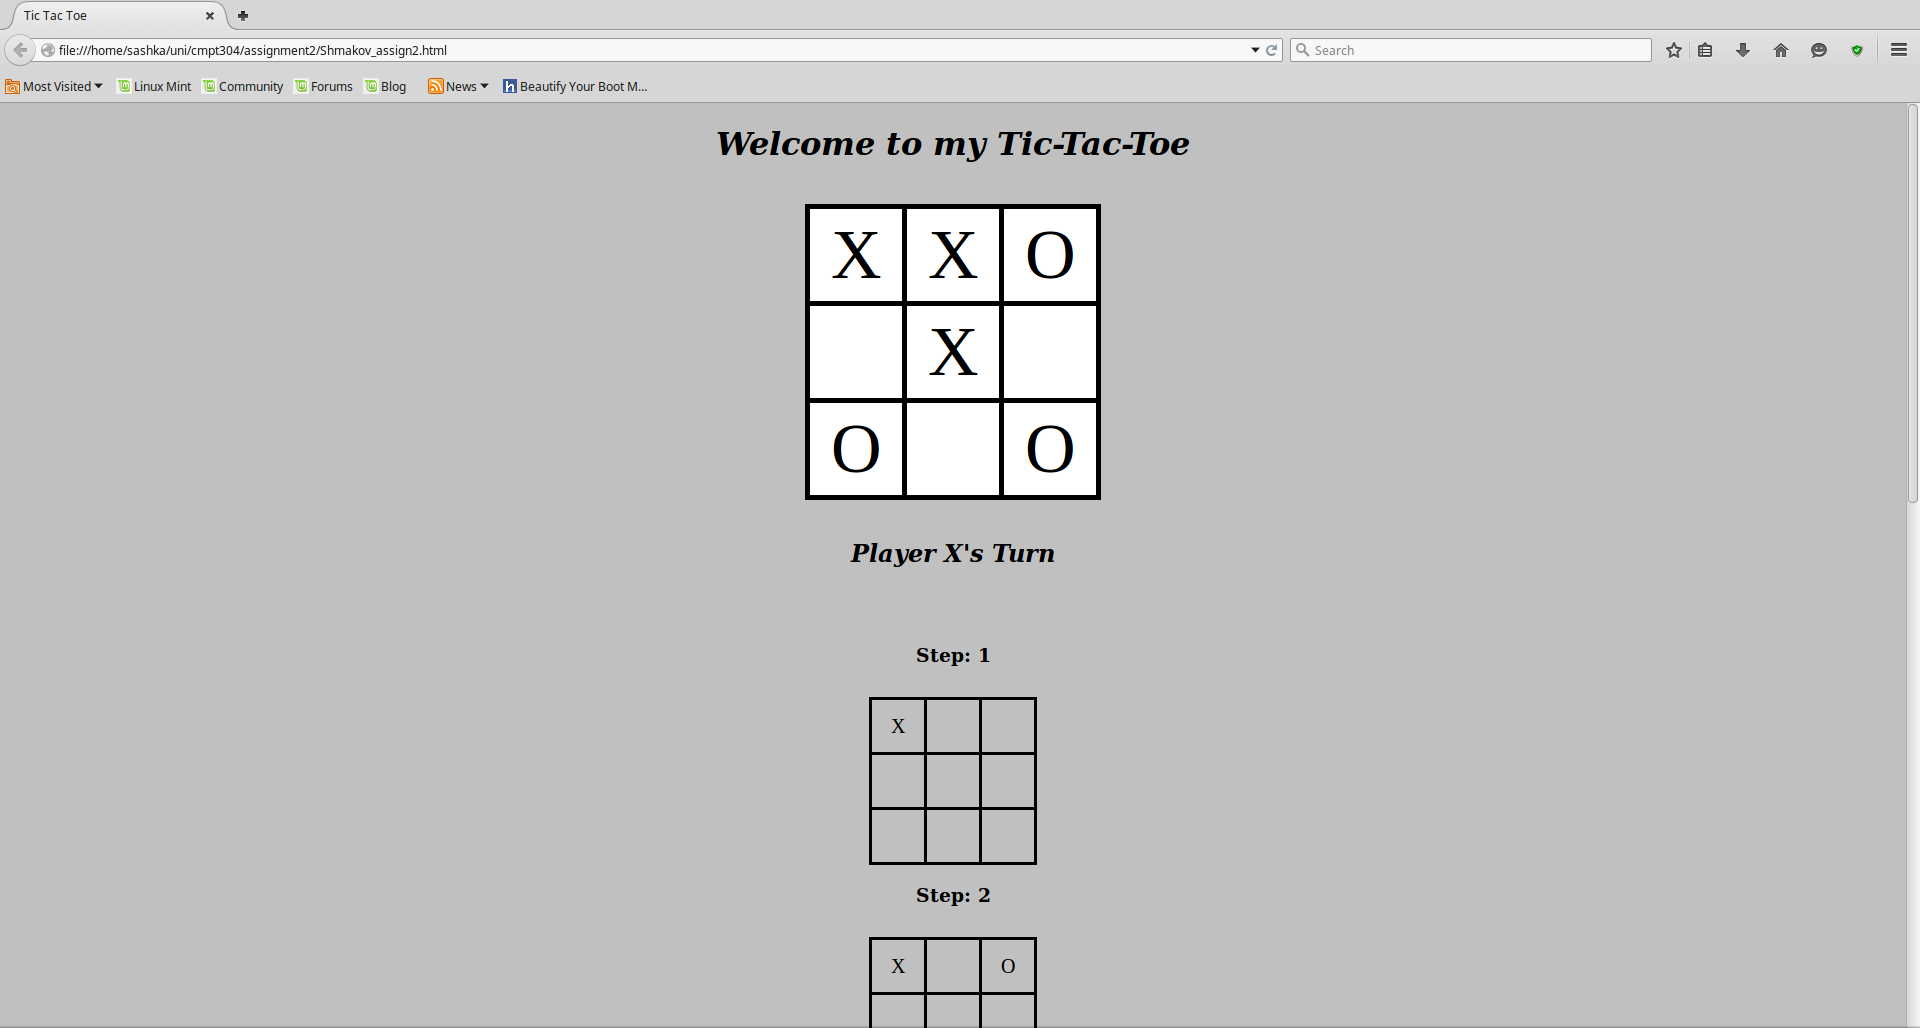 Tic Tac Toe
file:///home/sashka/uni/cmpt304/assignment2/Shmakov_assign2.html
Search
Most Visited Linux Mint Community Forums Blog News Beautify Your Boot M...
Welcome to my Tic-Tac-Toe
X X O
X
O O
Player X's Turn
Step: 1
X
Step: 2
X O